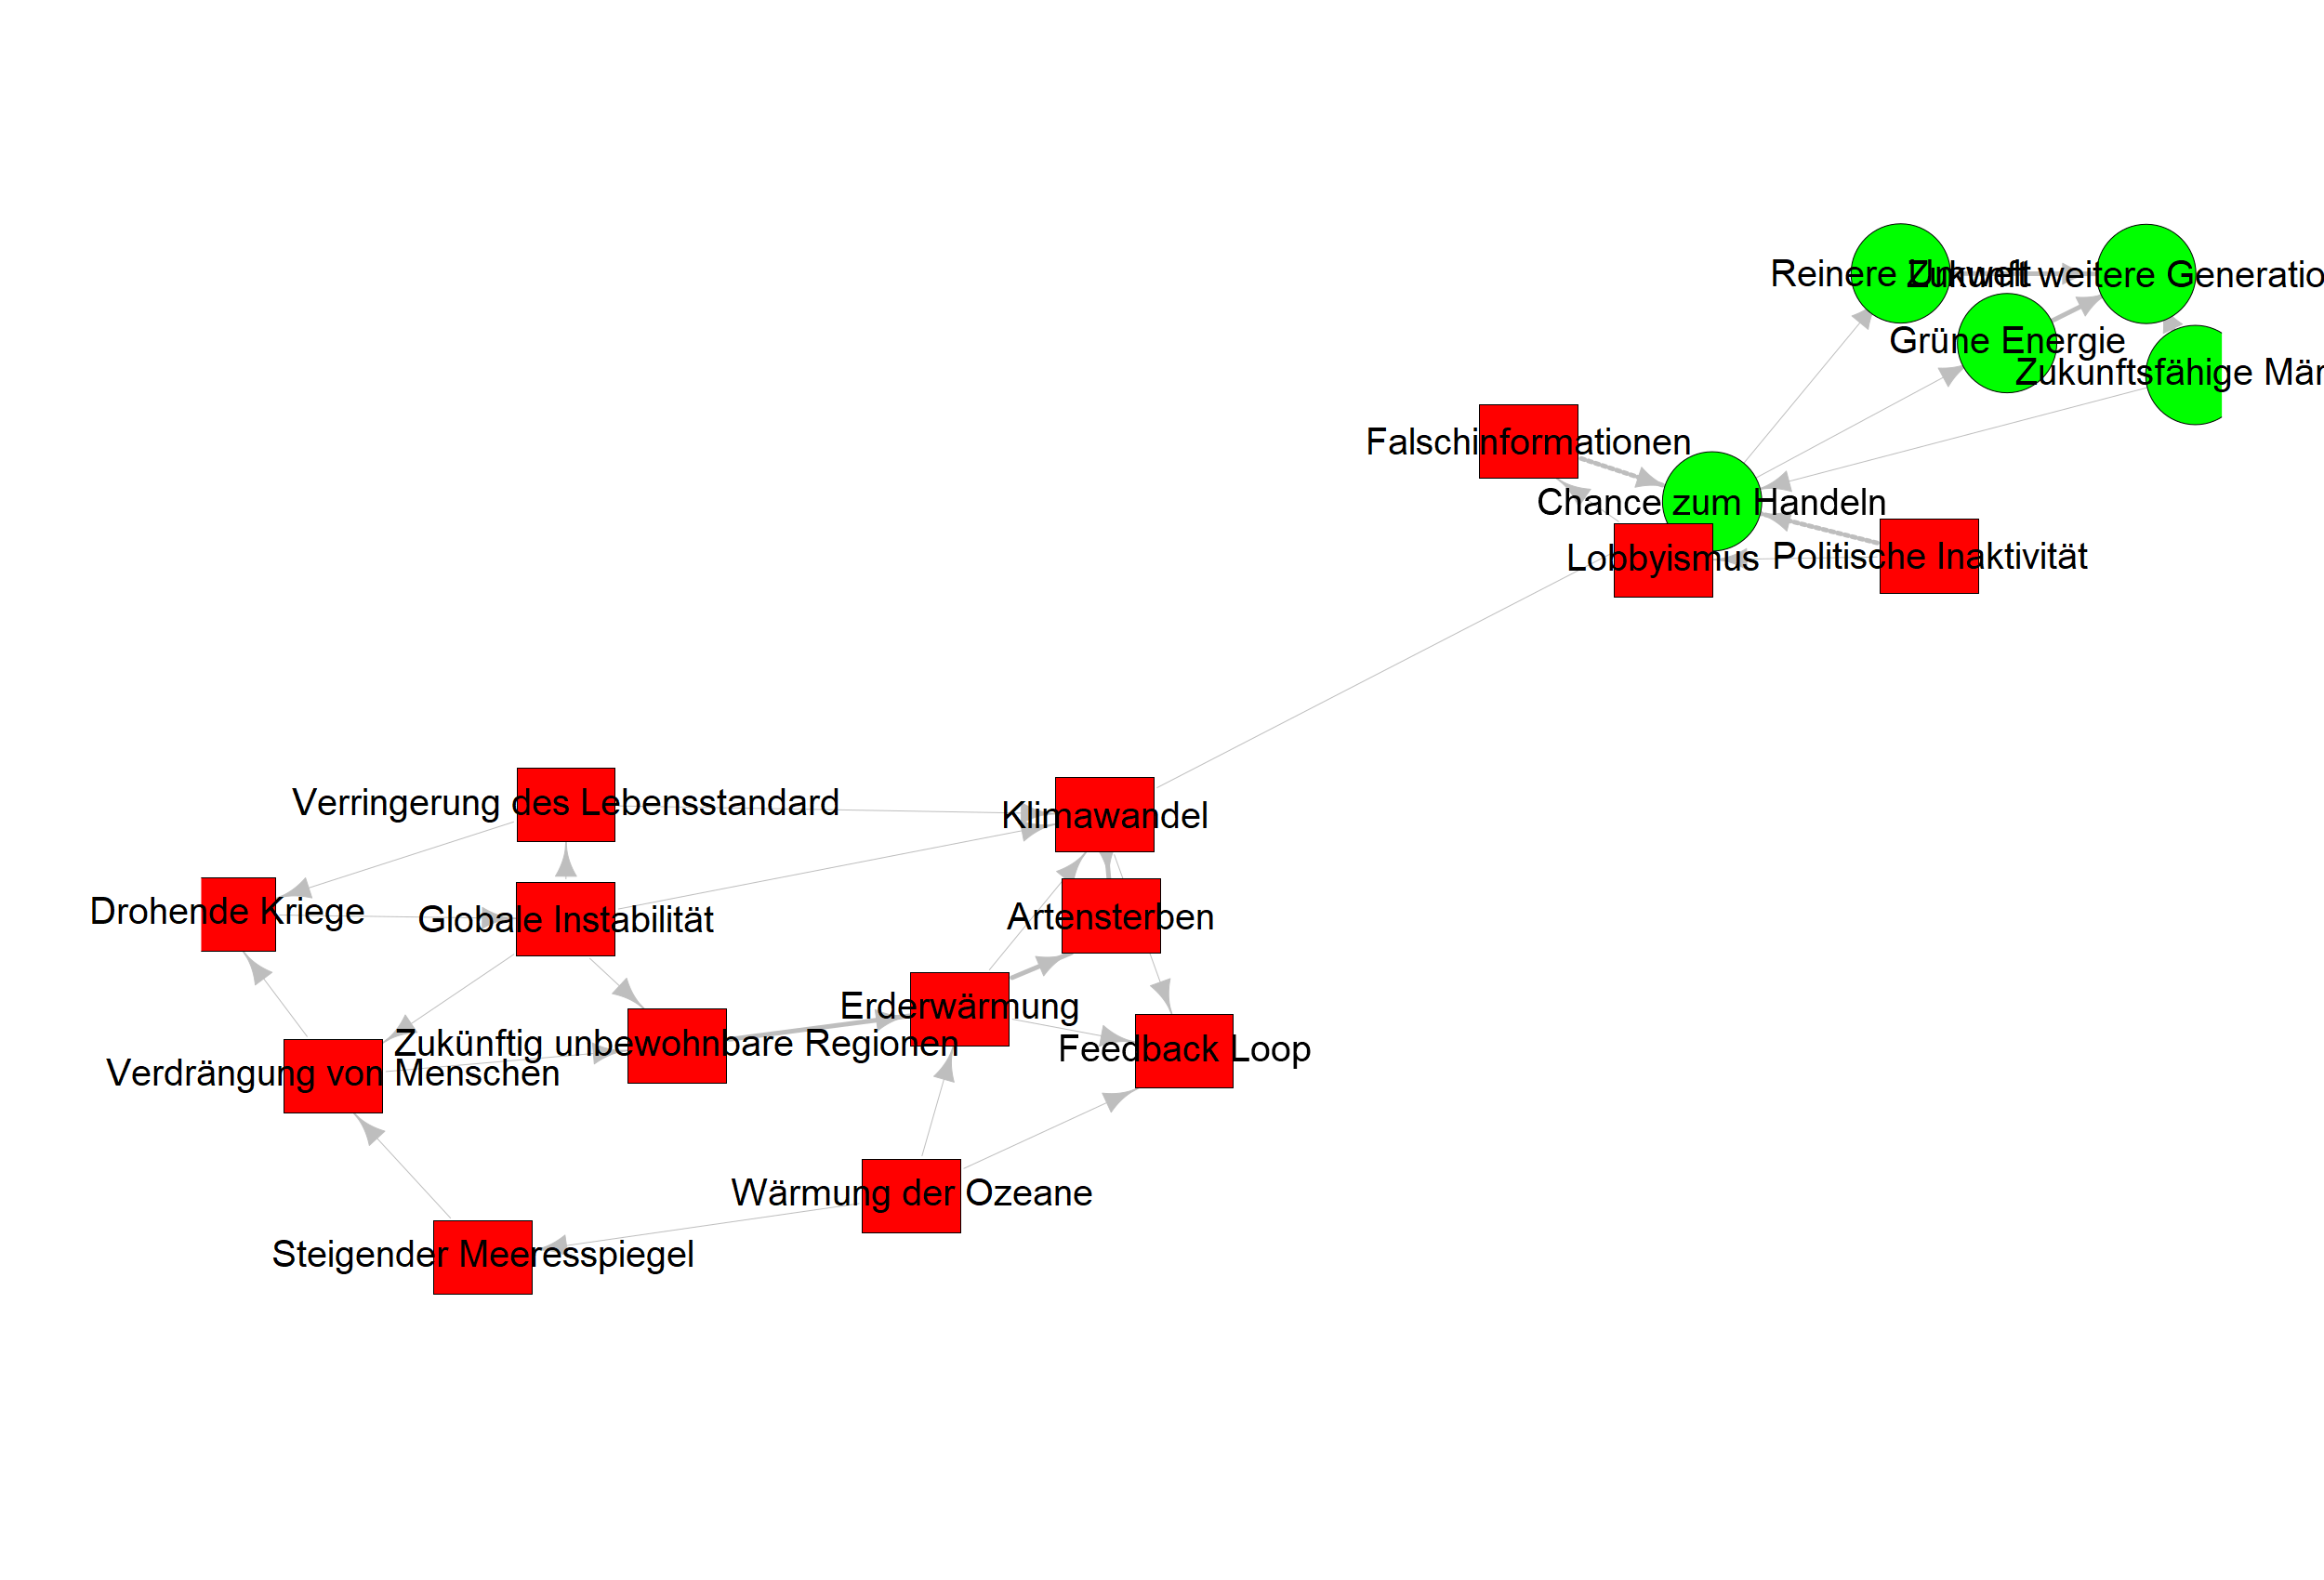 Reinere Umwelt
Zukunft weitere Generatio
Grüne Energie
Zukunftsfähige Mär
Falschinformationen
Chance zum Handeln
Lobbyismus
Politische Inaktivität
Verringerung des Lebensstandard
Klimawandel
Drohende Kriege
Globale Instabilität
Artensterben
Erderwärmung
Zukünftig unbewohnbare Regionen
Feedback Loop
Verdrängung von Menschen
Wärmung der Ozeane
Steigender Meeresspiegel